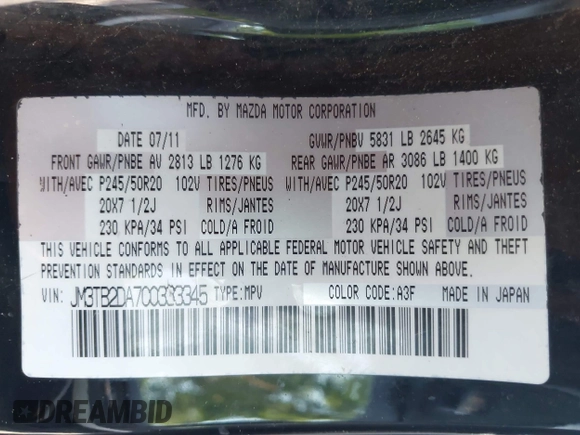 MFD. BY MAZDA MOTOR CORPORATION
DATE 07/11 GVWR/PNBV 5831 LB 2645 KG
FRONT GAWR/PNBE AV 2813 LB 1276 KG REAR GAWR/PNBE AR 3086 LB 1400 KG
WITH/AVEC P245/50R20 102V TIRES/PNEUS WITH/AVEC P245/50R20 102V TIRES/PNEUS
20X7 1/2J RIMS/JANTES 20X7 1/2J RIMS/JANTES
230 KPA/34 PSI COLD/A FROID 230 KPA/34 PSI COLD/A FROID
THIS VEHICLE CONFORMS TO ALL APPLICABLE FEDERAL MOTOR VEHICLE SAFETY AND THEFT
PREVENTION STANDARDS IN EFFECT ON THE DATE OF MANUFACTURE SHOWN ABOVE.
VIN: JM3TB2DA7C0333345 TYPE:MPV COLOR CODE:A3F MADE IN JAPAN
DREAMBID